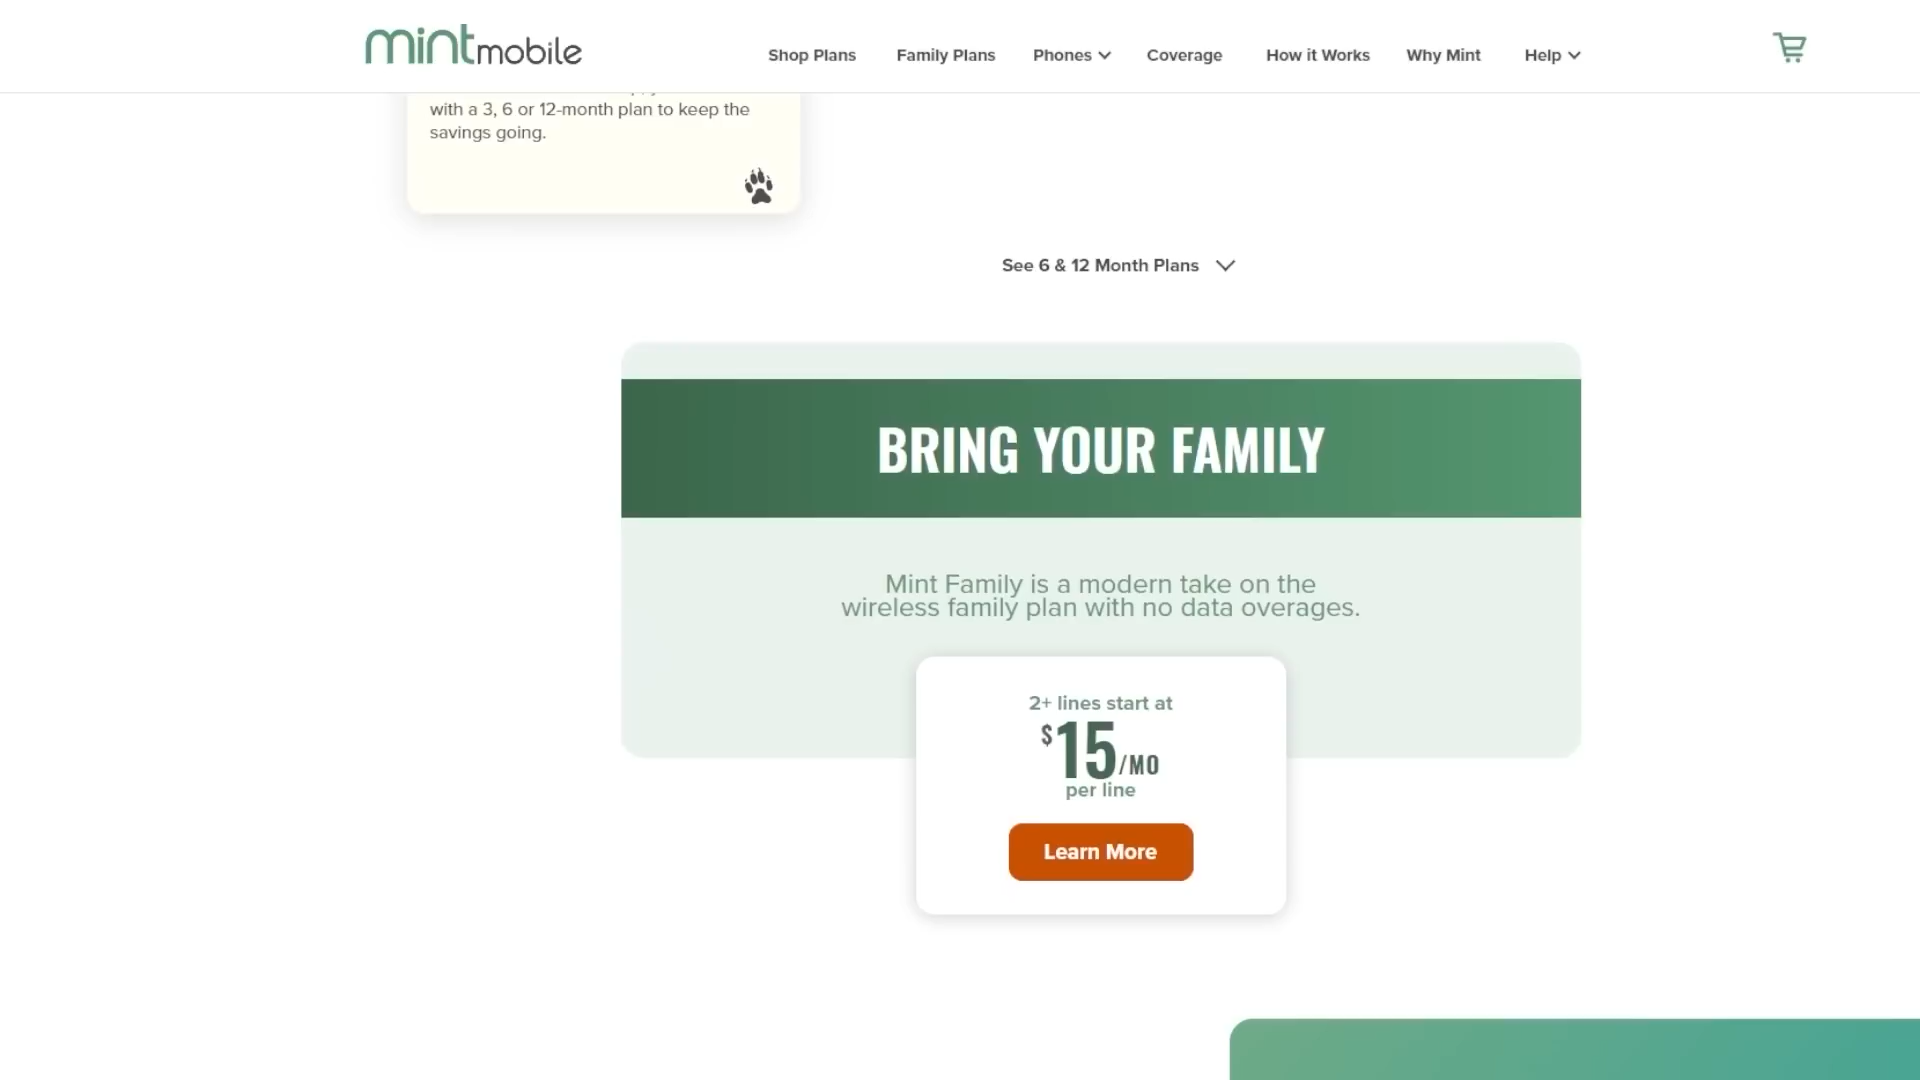 mintmobile
Shop Plans
Family Plans
Phones
Coverage
How it Works
Why Mint
Help
with a 3, 6 or 12-month plan to keep the
savings going.
See 6 & 12 Month Plans
BRING YOUR FAMILY
Mint Family is a modern take on the
wireless family plan with no data overages.
2+ lines start at
$15/MO
per line
Learn More